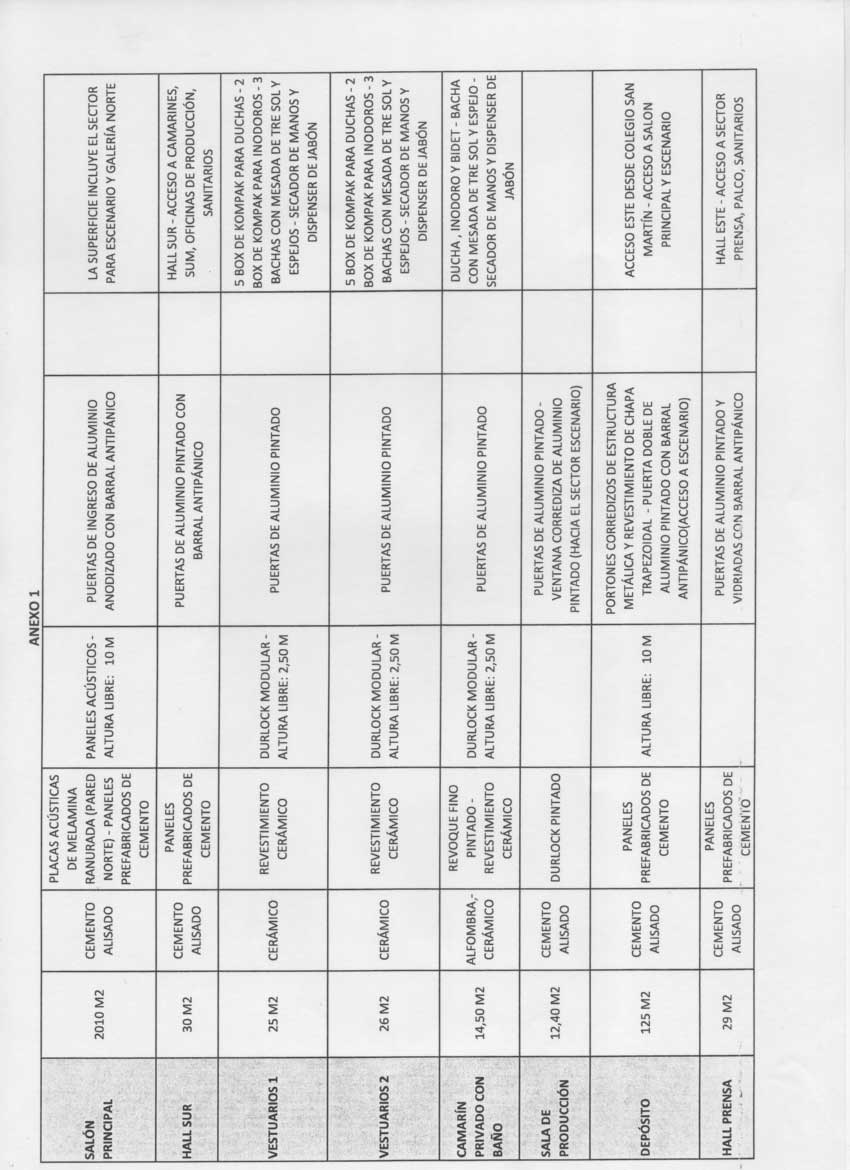 ANEXO 1
SALÓN
PRINCIPAL
2010 M2
CEMENTO
ALISADO
PLACAS ACÚSTICAS
DE MELAMINA
RANURADA (PARED
NORTE) - PANELES
PREFABRICADOS DE
CEMENTO
PANELES ACÚSTICOS -
ALTURA LIBRE: 10 M
PUERTAS DE INGRESO DE ALUMINIO
ANODIZADO CON BARRAL ANTIPÁNICO
LA SUPERFICIE INCLUYE EL SECTOR
PARA ESCENARIO Y GALERÍA NORTE
HALL SUR
30 M2
CEMENTO
ALISADO
PANELES
PREFABRICADOS DE
CEMENTO
PUERTAS DE ALUMINIO PINTADO CON
BARRAL ANTIPÁNICO
HALL SUR - ACCESO A CAMARINES,
SUM, OFICINAS DE PRODUCCIÓN,
SANITARIOS
VESTUARIOS 1
25 M2
CERÁMICO
REVESTIMIENTO
CERÁMICO
DURLOCK MODULAR -
ALTURA LIBRE: 2,50 M
PUERTAS DE ALUMINIO PINTADO
5 BOX DE KOMPAK PARA DUCHAS - 2
BOX DE KOMPAK PARA INODOROS - 3
BACHAS CON MESADA DE TRE SOL Y
ESPEJOS - SECADOR DE MANOS Y
DISPENSER DE JABÓN
VESTUARIOS 2
26 M2
CERÁMICO
REVESTIMIENTO
CERÁMICO
DURLOCK MODULAR -
ALTURA LIBRE: 2,50 M
PUERTAS DE ALUMINIO PINTADO
5 BOX DE KOMPAK PARA DUCHAS - 2
BOX DE KOMPAK PARA INODOROS - 3
BACHAS CON MESADA DE TRE SOL Y
ESPEJOS - SECADOR DE MANOS Y
DISPENSER DE JABÓN
CAMARÍN
PRIVADO CON
BAÑO
14,50 M2
ALFOMBRA,-
CERÁMICO
REVOQUE FINO
PINTADO -
REVESTIMIENTO
CERÁMICO
DURLOCK MODULAR -
ALTURA LIBRE: 2,50 M
PUERTAS DE ALUMINIO PINTADO
DUCHA , INODORO Y BIDET - BACHA
CON MESADA DE TRE SOL Y ESPEJO -
SECADOR DE MANOS Y DISPENSER DE
JABÓN
SALA DE
PRODUCCIÓN
12,40 M2
CEMENTO
ALISADO
DURLOCK PINTADO
PUERTAS DE ALUMINIO PINTADO -
VENTANA CORREDIZA DE ALUMINIO
PINTADO (HACIA EL SECTOR ESCENARIO)
DEPÓSITO
125 M2
CEMENTO
ALISADO
PANELES
PREFABRICADOS DE
CEMENTO
ALTURA LIBRE: 10 M
PORTONES CORREDIZOS DE ESTRUCTURA
METÁLICA Y REVESTIMIENTO DE CHAPA
TRAPEZOIDAL - PUERTA DOBLE DE
ALUMINIO PINTADO CON BARRAL
ANTIPÁNICO(ACCESO A ESCENARIO)
ACCESO ESTE DESDE COLEGIO SAN
MARTÍN - ACCESO A SALON
PRINCIPAL Y ESCENARIO
HALL PRENSA
29 M2
CEMENTO
ALISADO
PANELES
PREFABRICADOS DE
CEMENTO
PUERTAS DE ALUMINIO PINTADO Y
VIDRIADAS CON BARRAL ANTIPÁNICO
HALL ESTE - ACCESO A SECTOR
PRENSA, PALCO, SANITARIOS